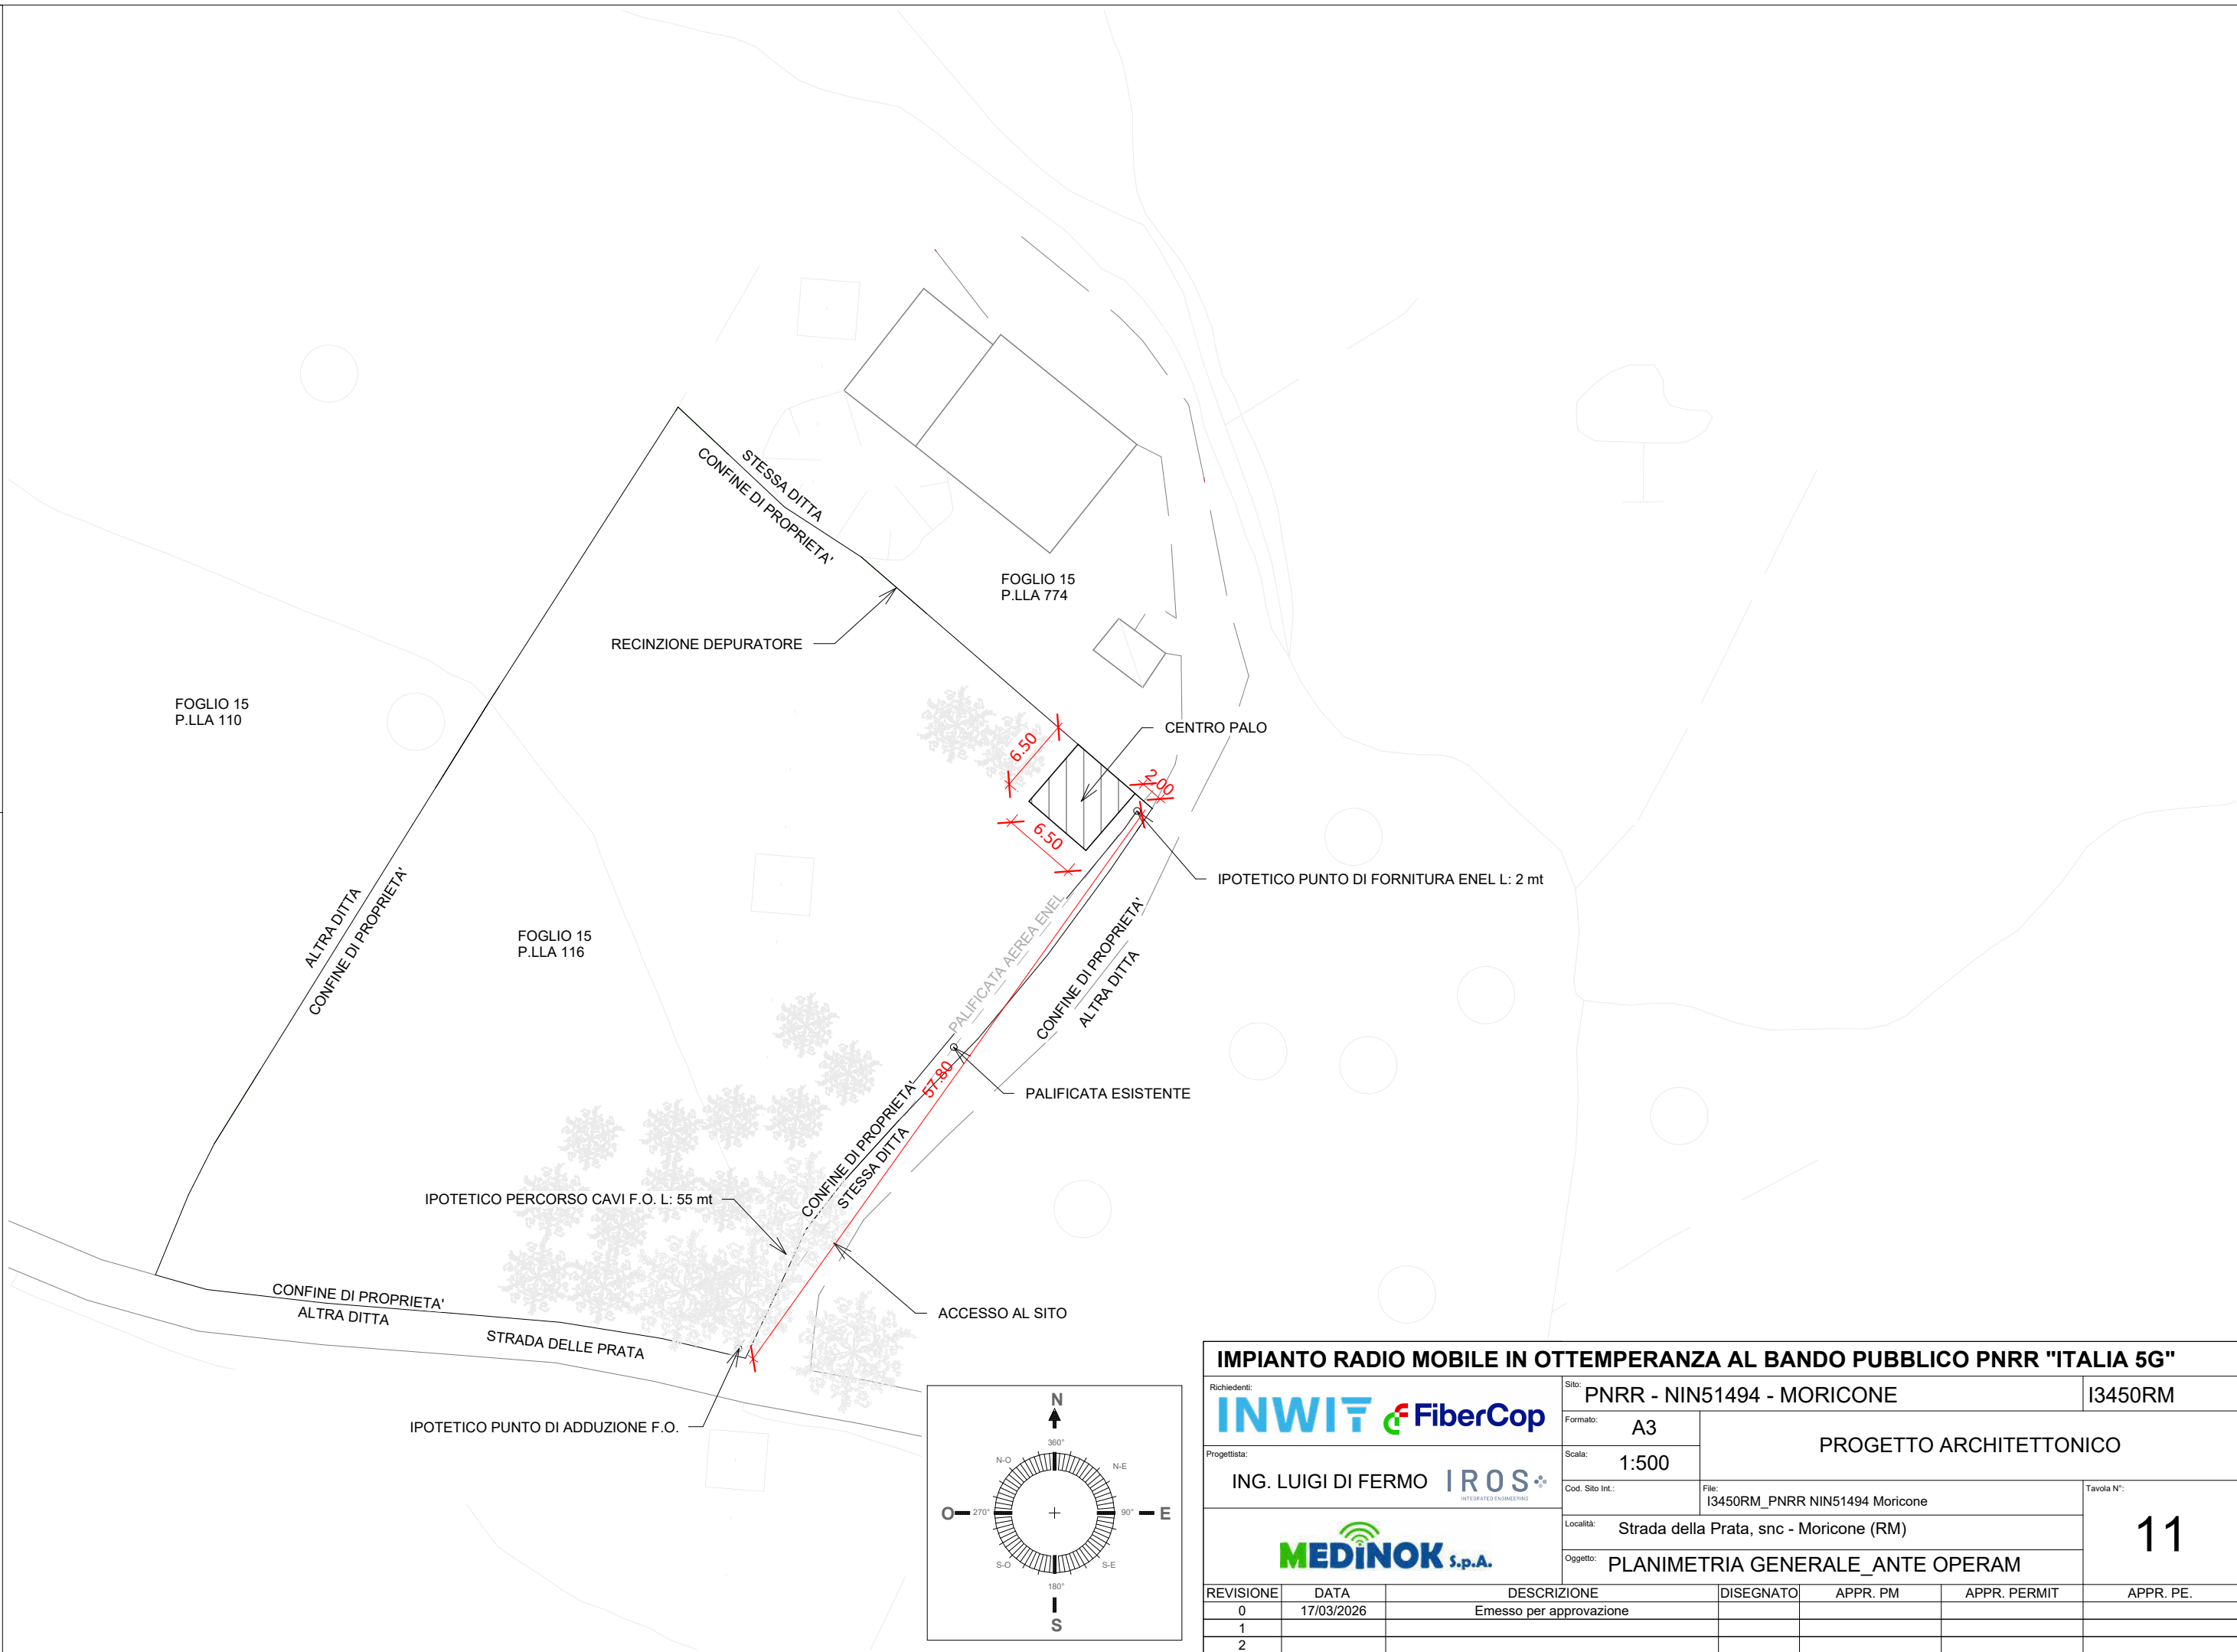 STESSA DITTA
CONFINE DI PROPRIETA'
FOGLIO 15
P.LLA 774
RECINZIONE DEPURATORE
FOGLIO 15
P.LLA 110
CENTRO PALO
6.50
2.00
6.50
IPOTETICO PUNTO DI FORNITURA ENEL L: 2 mt
ALTRA DITTA
CONFINE DI PROPRIETA'
FOGLIO 15
P.LLA 116
PALIFICATA AEREA ENEL
CONFINE DI PROPRIETA'
ALTRA DITTA
57.80
PALIFICATA ESISTENTE
CONFINE DI PROPRIETA'
STESSA DITTA
IPOTETICO PERCORSO CAVI F.O. L: 55 mt
CONFINE DI PROPRIETA'
ALTRA DITTA
STRADA DELLE PRATA
ACCESSO AL SITO
IPOTETICO PUNTO DI ADDUZIONE F.O.
N
360°
N-O
N-E
O
270°
90°
E
S-O
S-E
180°
S
IMPIANTO RADIO MOBILE IN OTTEMPERANZA AL BANDO PUBBLICO PNRR "ITALIA 5G"
Richiedenti:
INWIT FiberCop
Sito: PNRR - NIN51494 - MORICONE
I3450RM
Formato: A3
PROGETTO ARCHITETTONICO
Progettista:
ING. LUIGI DI FERMO
IROS
INTEGRATED ENGINEERING
Scala: 1:500
Cod. Sito Int.:
File:
I3450RM_PNRR NIN51494 Moricone
Tavola N°:
11
MEDINOK S.p.A.
Località: Strada della Prata, snc - Moricone (RM)
Oggetto: PLANIMETRIA GENERALE_ANTE OPERAM
REVISIONE DATA DESCRIZIONE DISEGNATO APPR. PM APPR. PERMIT APPR. PE.
0 17/03/2026 Emesso per approvazione
1
2